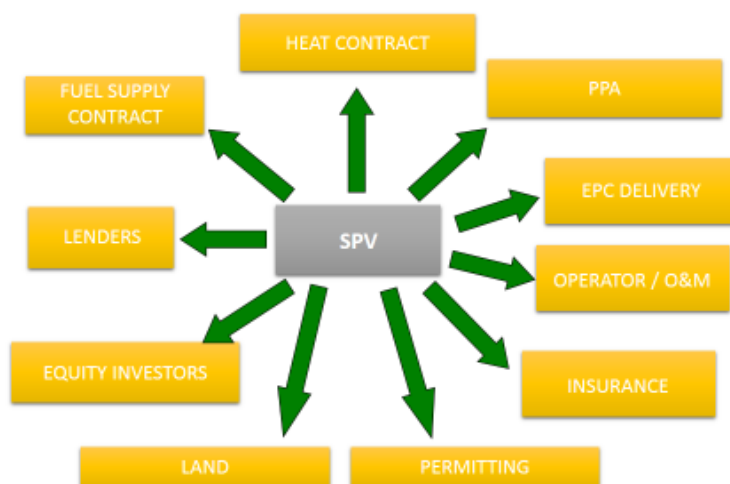 HEAT CONTRACT
FUEL SUPPLY
CONTRACT
PPA
EPC DELIVERY
LENDERS
SPV
OPERATOR / O&M
EQUITY INVESTORS
INSURANCE
LAND
PERMITTING